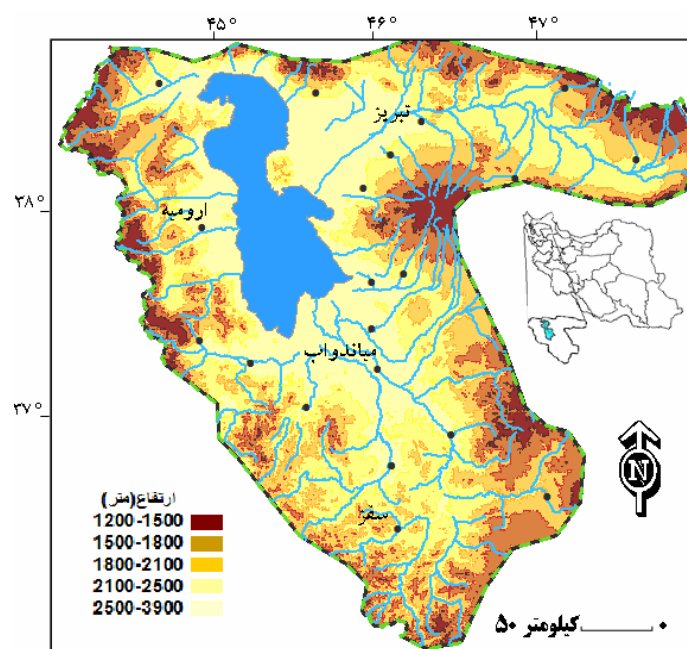 ۴۵° ۴۶° ۴۷°
تبریز
۳۸°
ارومیه
میاندواب
۳۷°
N
ارتفاع(متر)
1200-1500
1500-1800
1800-2100
2100-2500
2500-3900
سقز
۵۰ کیلومتر ۰